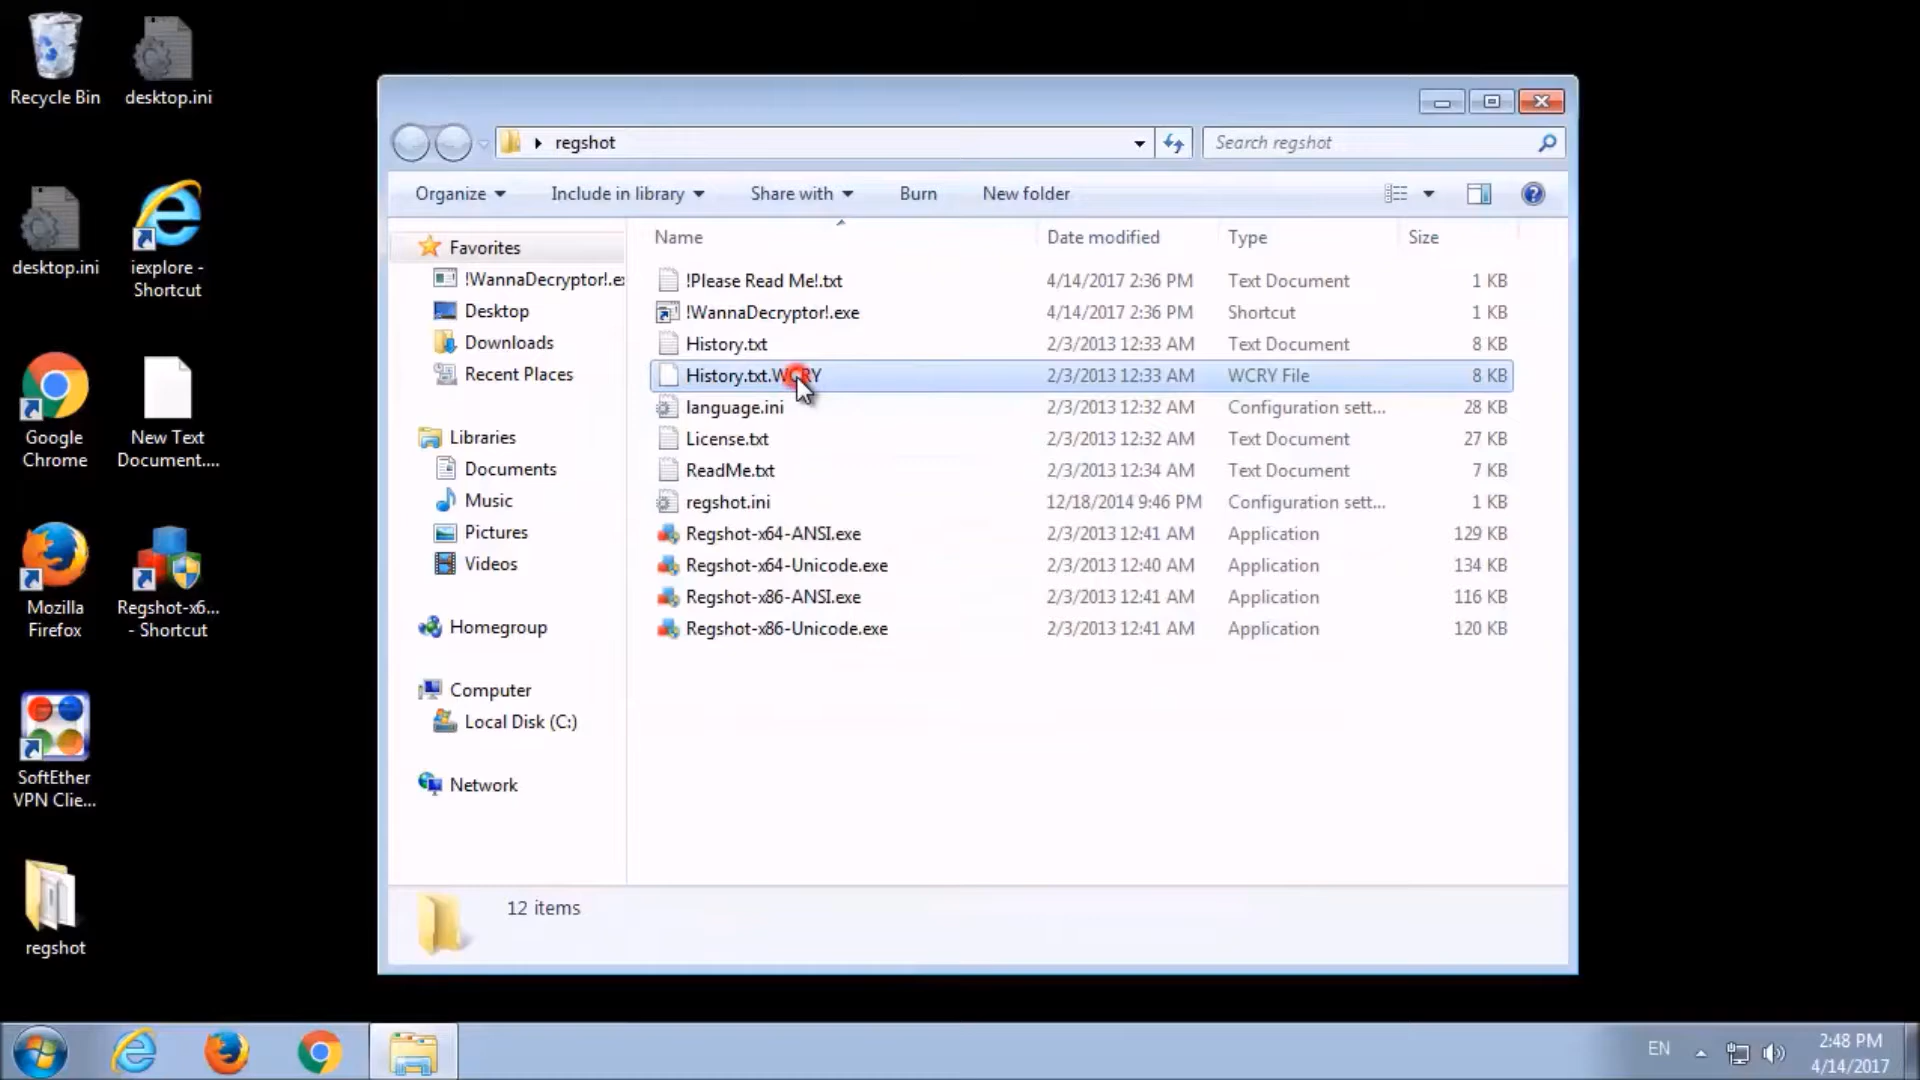 Recycle Bin
desktop.ini
desktop.ini
iexplore -
Shortcut
Google
Chrome
New Text
Document....
Mozilla
Firefox
Regshot-x6...
- Shortcut
SoftEther
VPN Clie...
regshot
regshot
Search regshot
Organize
Include in library
Share with
Burn
New folder
Favorites
!WannaDecryptor!.ex
Desktop
Downloads
Recent Places
Libraries
Documents
Music
Pictures
Videos
Homegroup
Computer
Local Disk (C:)
Network
Name Date modified Type Size
!Please Read Me!.txt 4/14/2017 2:36 PM Text Document 1 KB
!WannaDecryptor!.exe 4/14/2017 2:36 PM Shortcut 1 KB
History.txt 2/3/2013 12:33 AM Text Document 8 KB
History.txt.WCRY 2/3/2013 12:33 AM WCRY File 8 KB
language.ini 2/3/2013 12:32 AM Configuration sett... 28 KB
License.txt 2/3/2013 12:32 AM Text Document 27 KB
ReadMe.txt 2/3/2013 12:34 AM Text Document 7 KB
regshot.ini 12/18/2014 9:46 PM Configuration sett... 1 KB
Regshot-x64-ANSI.exe 2/3/2013 12:41 AM Application 129 KB
Regshot-x64-Unicode.exe 2/3/2013 12:40 AM Application 134 KB
Regshot-x86-ANSI.exe 2/3/2013 12:41 AM Application 116 KB
Regshot-x86-Unicode.exe 2/3/2013 12:41 AM Application 120 KB
12 items
EN
2:48 PM
4/14/2017